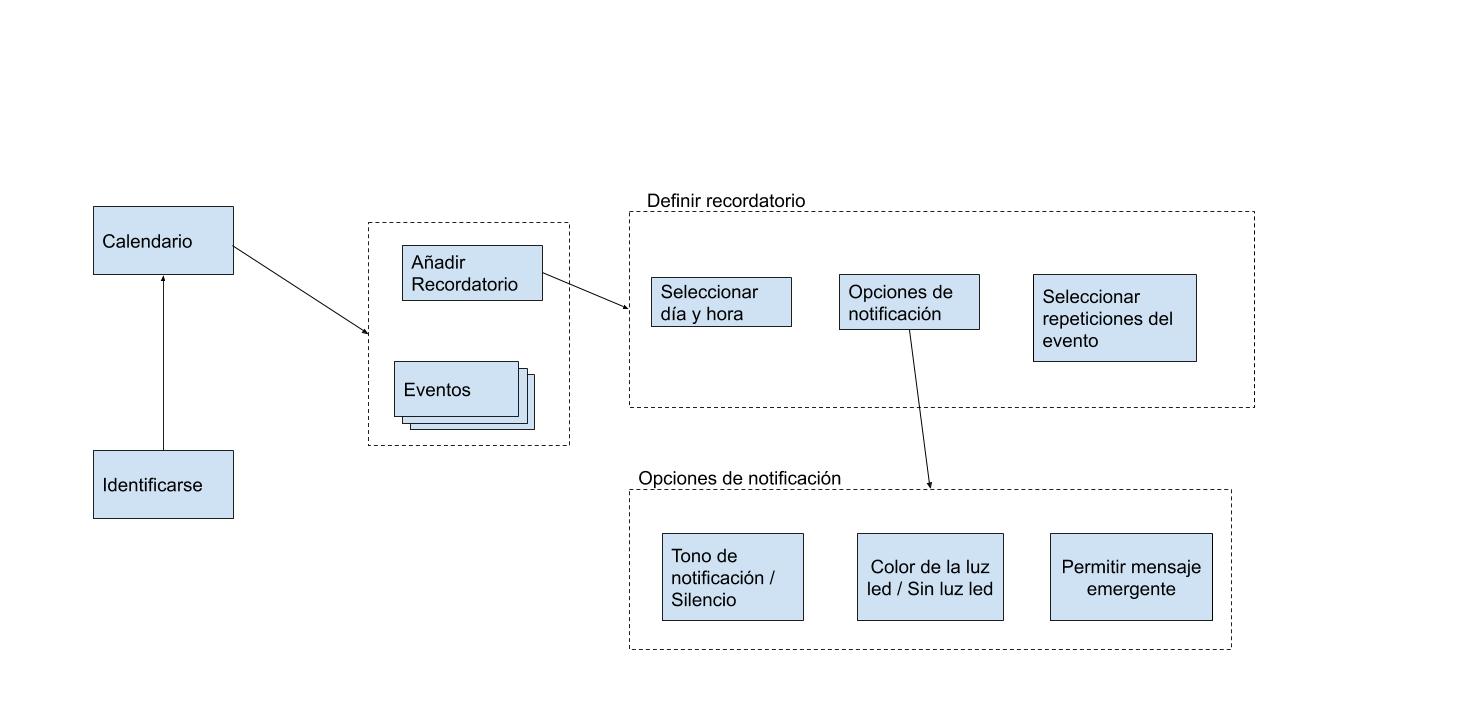 Definir recordatorio
Calendario
Añadir
Recordatorio
Seleccionar
día y hora
Opciones de
notificación
Seleccionar
repeticiones del
evento
Eventos
Identificarse
Opciones de notificación
Tono de
notificación /
Silencio
Color de la luz
led / Sin luz led
Permitir mensaje
emergente